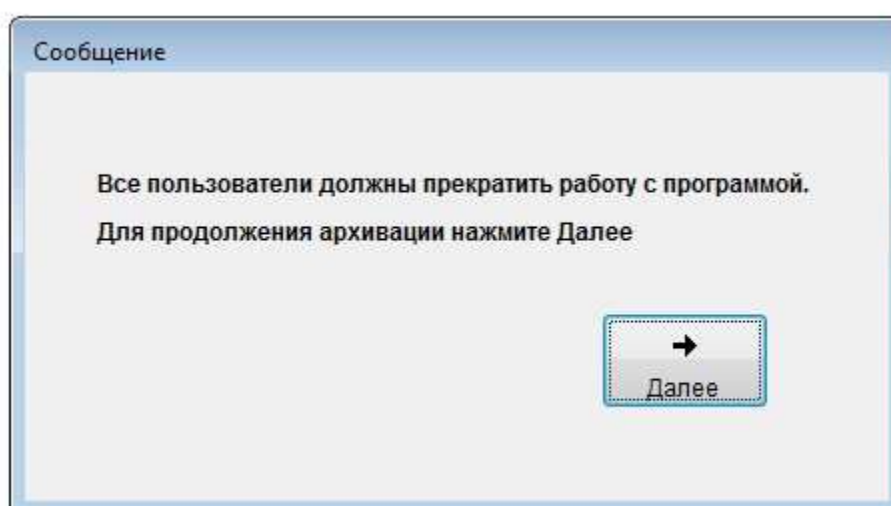 Сообщение
Все пользователи должны прекратить работу с программой.
Для продолжения архивации нажмите Далее
Далее